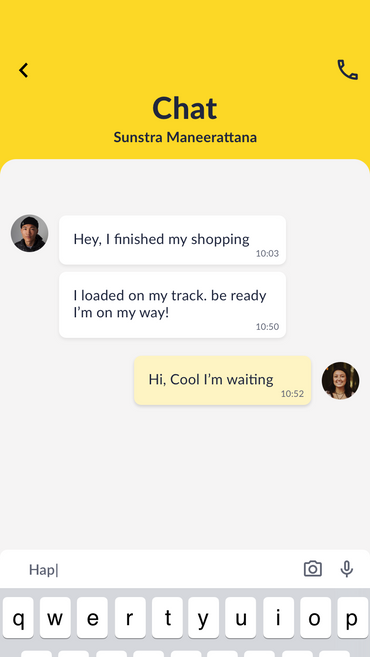 Chat
Sunstra Maneerattana
Hey, I finished my shopping
10:03
I loaded on my track. be ready
I'm on my way!
10:50
Hi, Cool I'm waiting
10:52
Hap
q w e r t y u i o p